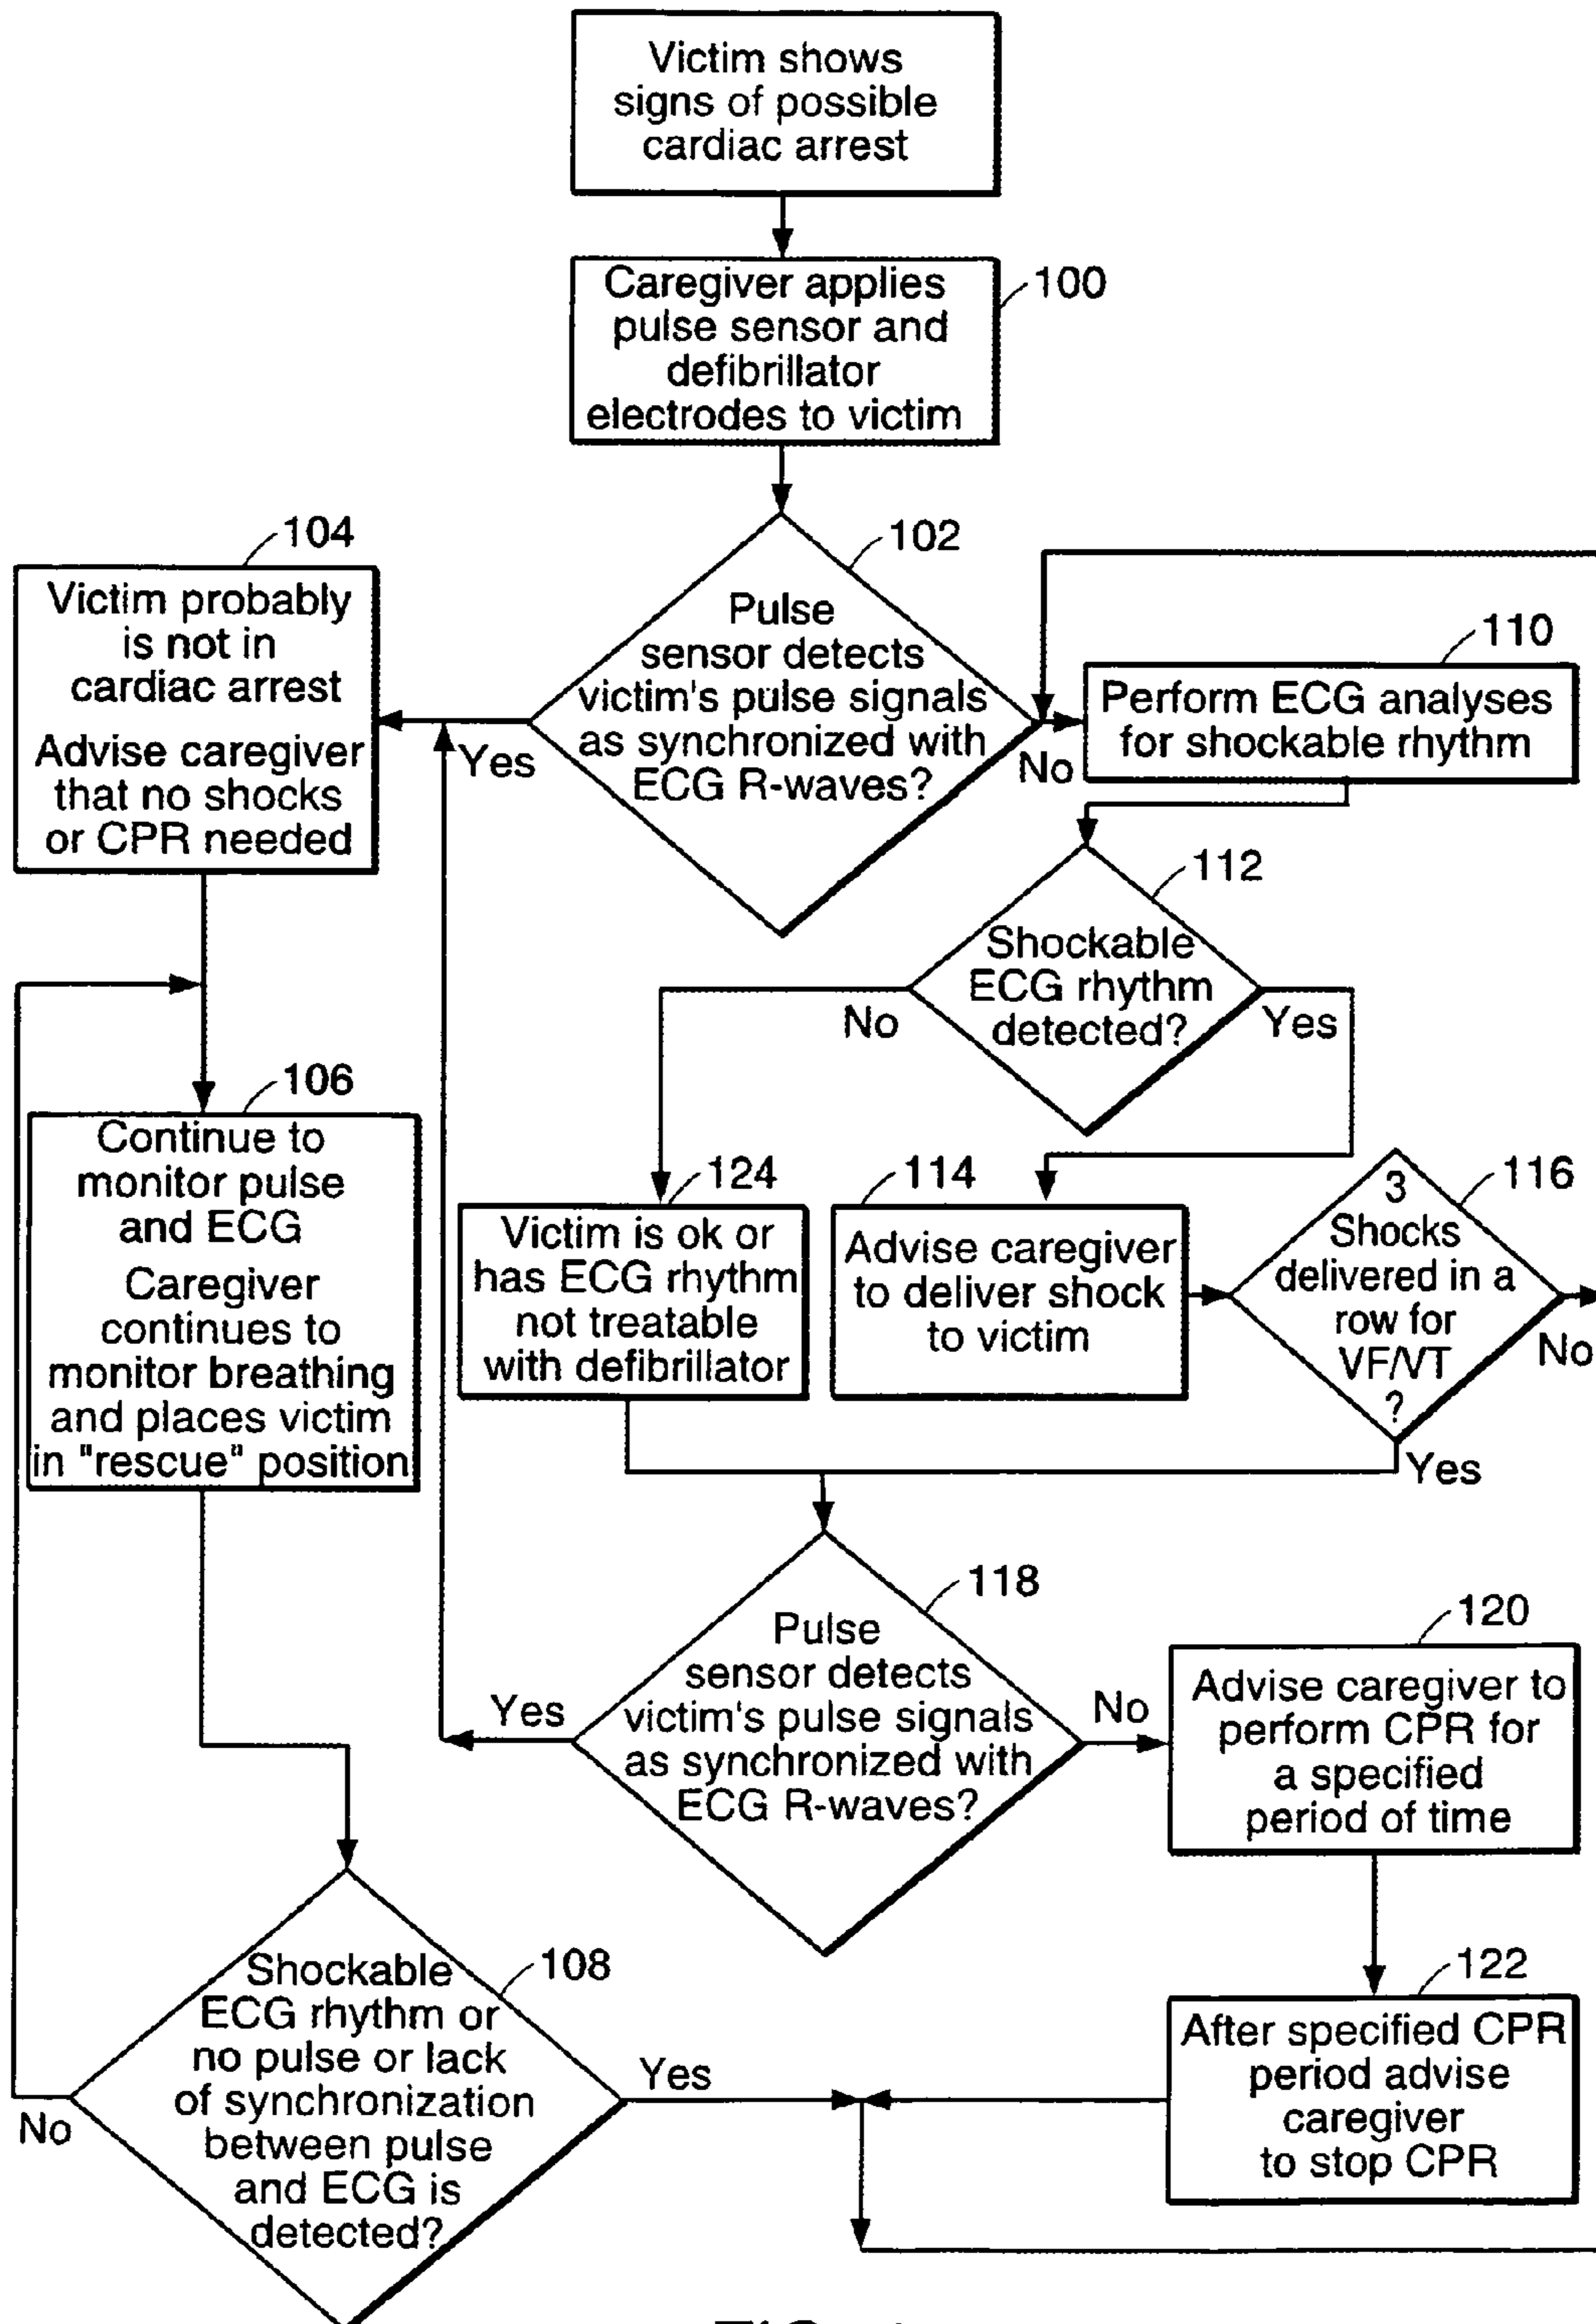 Victim shows
signs of possible
cardiac arrest
100
Caregiver applies
pulse sensor and
defibrillator
electrodes to victim
102
Pulse
sensor detects
victim's pulse signals
as synchronized with
ECG R-waves?
Yes
No
104
Victim probably
is not in
cardiac arrest
Advise caregiver
that no shocks
or CPR needed
110
Perform ECG analyses
for shockable rhythm
112
Shockable
ECG rhythm
detected?
No
Yes
106
Continue to
monitor pulse
and ECG
Caregiver
continues to
monitor breathing
and places victim
in "rescue" position
124
Victim is ok or
has ECG rhythm
not treatable
with defibrillator
114
Advise caregiver
to deliver shock
to victim
116
3
Shocks
delivered in a
row for
VF/VT
?
No
Yes
118
Pulse
sensor detects
victim's pulse signals
as synchronized with
ECG R-waves?
Yes
No
120
Advise caregiver to
perform CPR for
a specified
period of time
108
Shockable
ECG rhythm or
no pulse or lack
of synchronization
between pulse
and ECG is
detected?
No
Yes
122
After specified CPR
period advise
caregiver
to stop CPR